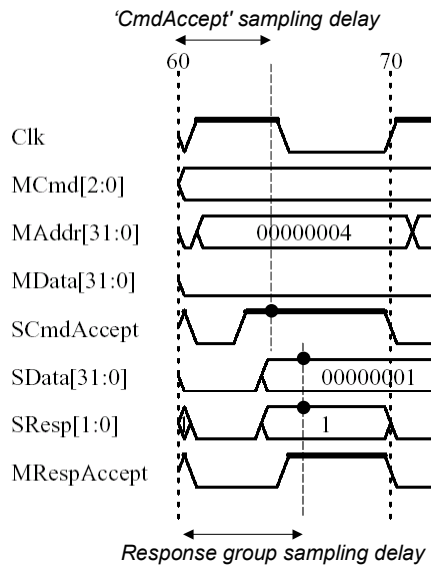 'CmdAccept' sampling delay
60 70
Clk
MCmd[2:0]
MAddr[31:0] 00000004
MData[31:0]
SCmdAccept
SData[31:0] 00000001
SResp[1:0] 1 1
MRespAccept
Response group sampling delay